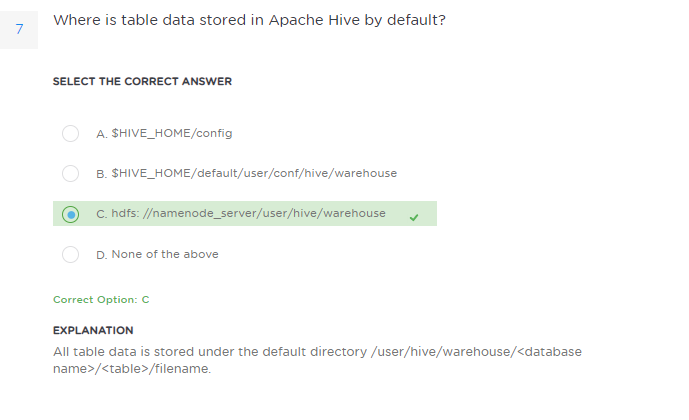 7
Where is table data stored in Apache Hive by default?
SELECT THE CORRECT ANSWER
A. $HIVE_HOME/config
B. $HIVE_HOME/default/user/conf/hive/warehouse
C. hdfs: //namenode_server/user/hive/warehouse
D. None of the above
Correct Option: C
EXPLANATION
All table data is stored under the default directory /user/hive/warehouse/<database
name>/<table>/filename.